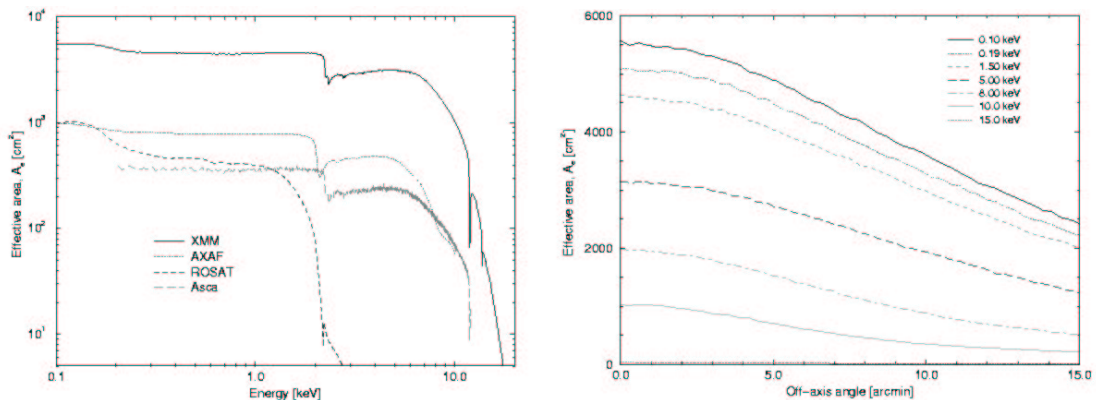 10⁴
10³
10²
10¹
Effective area, Aₑ [cm²]
XMM
AXAF
ROSAT
Asca
0.1
1.0
10.0
Energy [keV]
6000
4000
2000
0
Effective area, Aₑ [cm²]
0.10 keV
0.19 keV
1.50 keV
5.00 keV
8.00 keV
10.0 keV
15.0 keV
0.0
5.0
10.0
15.0
Off-axis angle [arcmin]